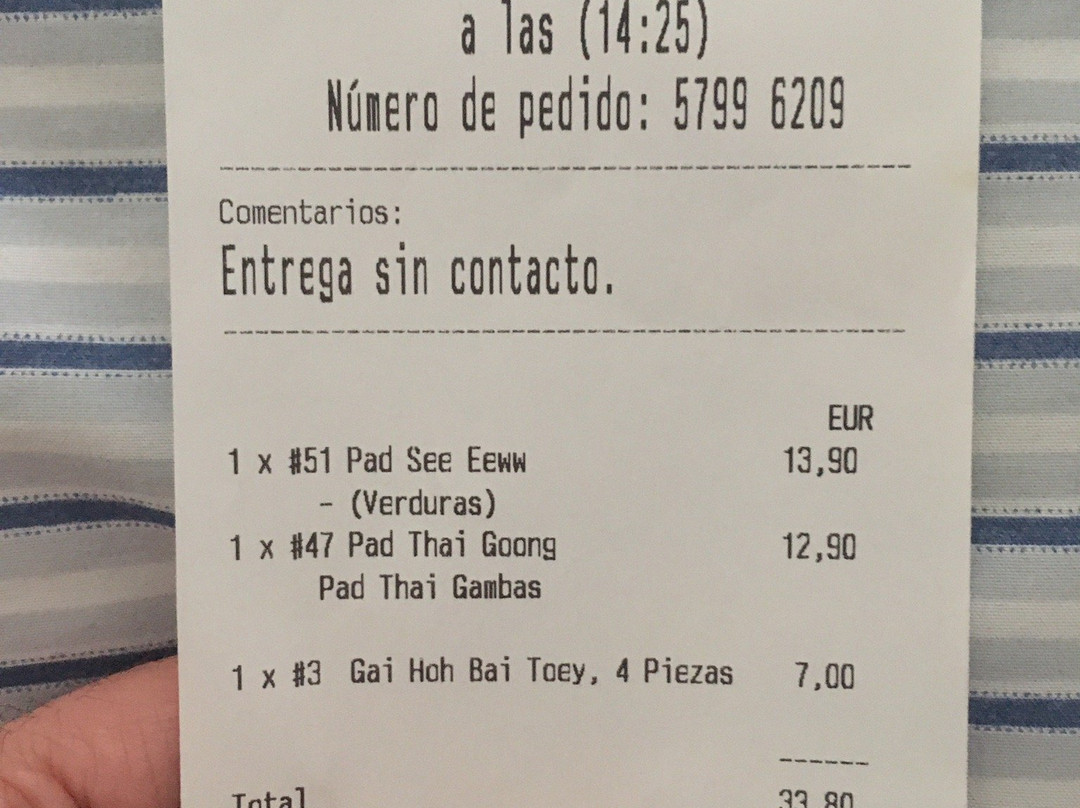 a las (14:25)
Número de pedido: 5799 6209
Comentarios:
Entrega sin contacto.
EUR
1 x #51 Pad See Eeww 13,90
- (Verduras)
1 x #47 Pad Thai Goong 12,90
Pad Thai Gambas
1 x #3 Gai Hoh Bai Toey, 4 Piezas 7,00
Total 33,80